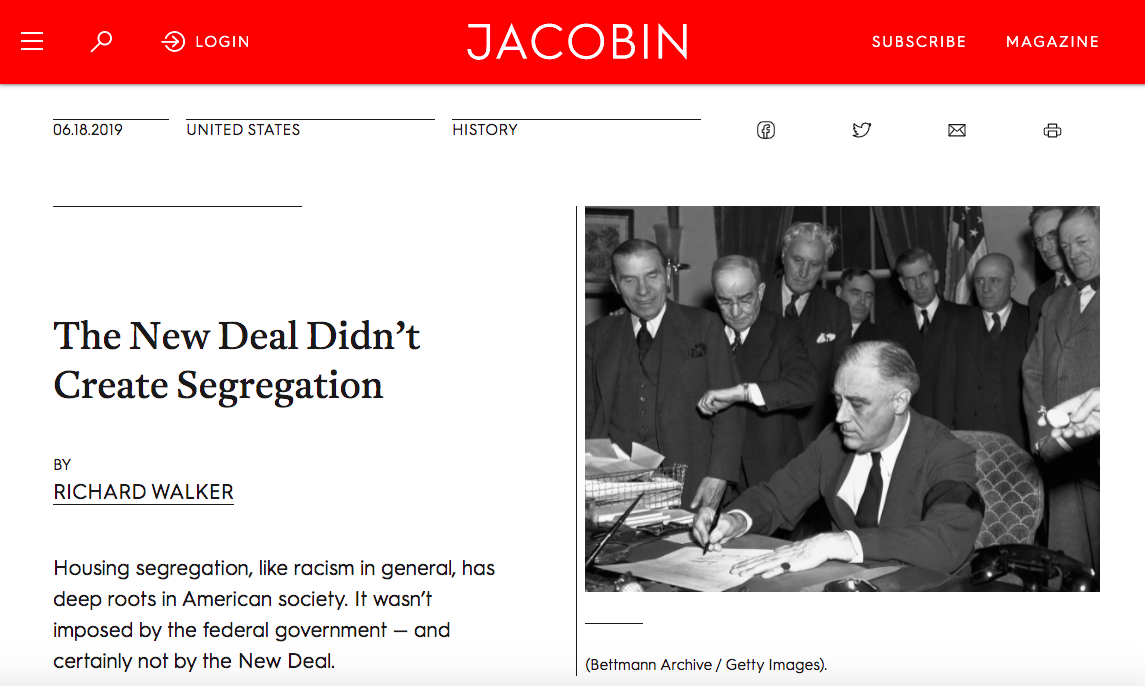 LOGIN
JACOBIN
SUBSCRIBE
MAGAZINE
06.18.2019
UNITED STATES
HISTORY
The New Deal Didn’t
Create Segregation
BY
RICHARD WALKER
Housing segregation, like racism in general, has
deep roots in American society. It wasn’t
imposed by the federal government — and
certainly not by the New Deal.
(Bettmann Archive / Getty Images).